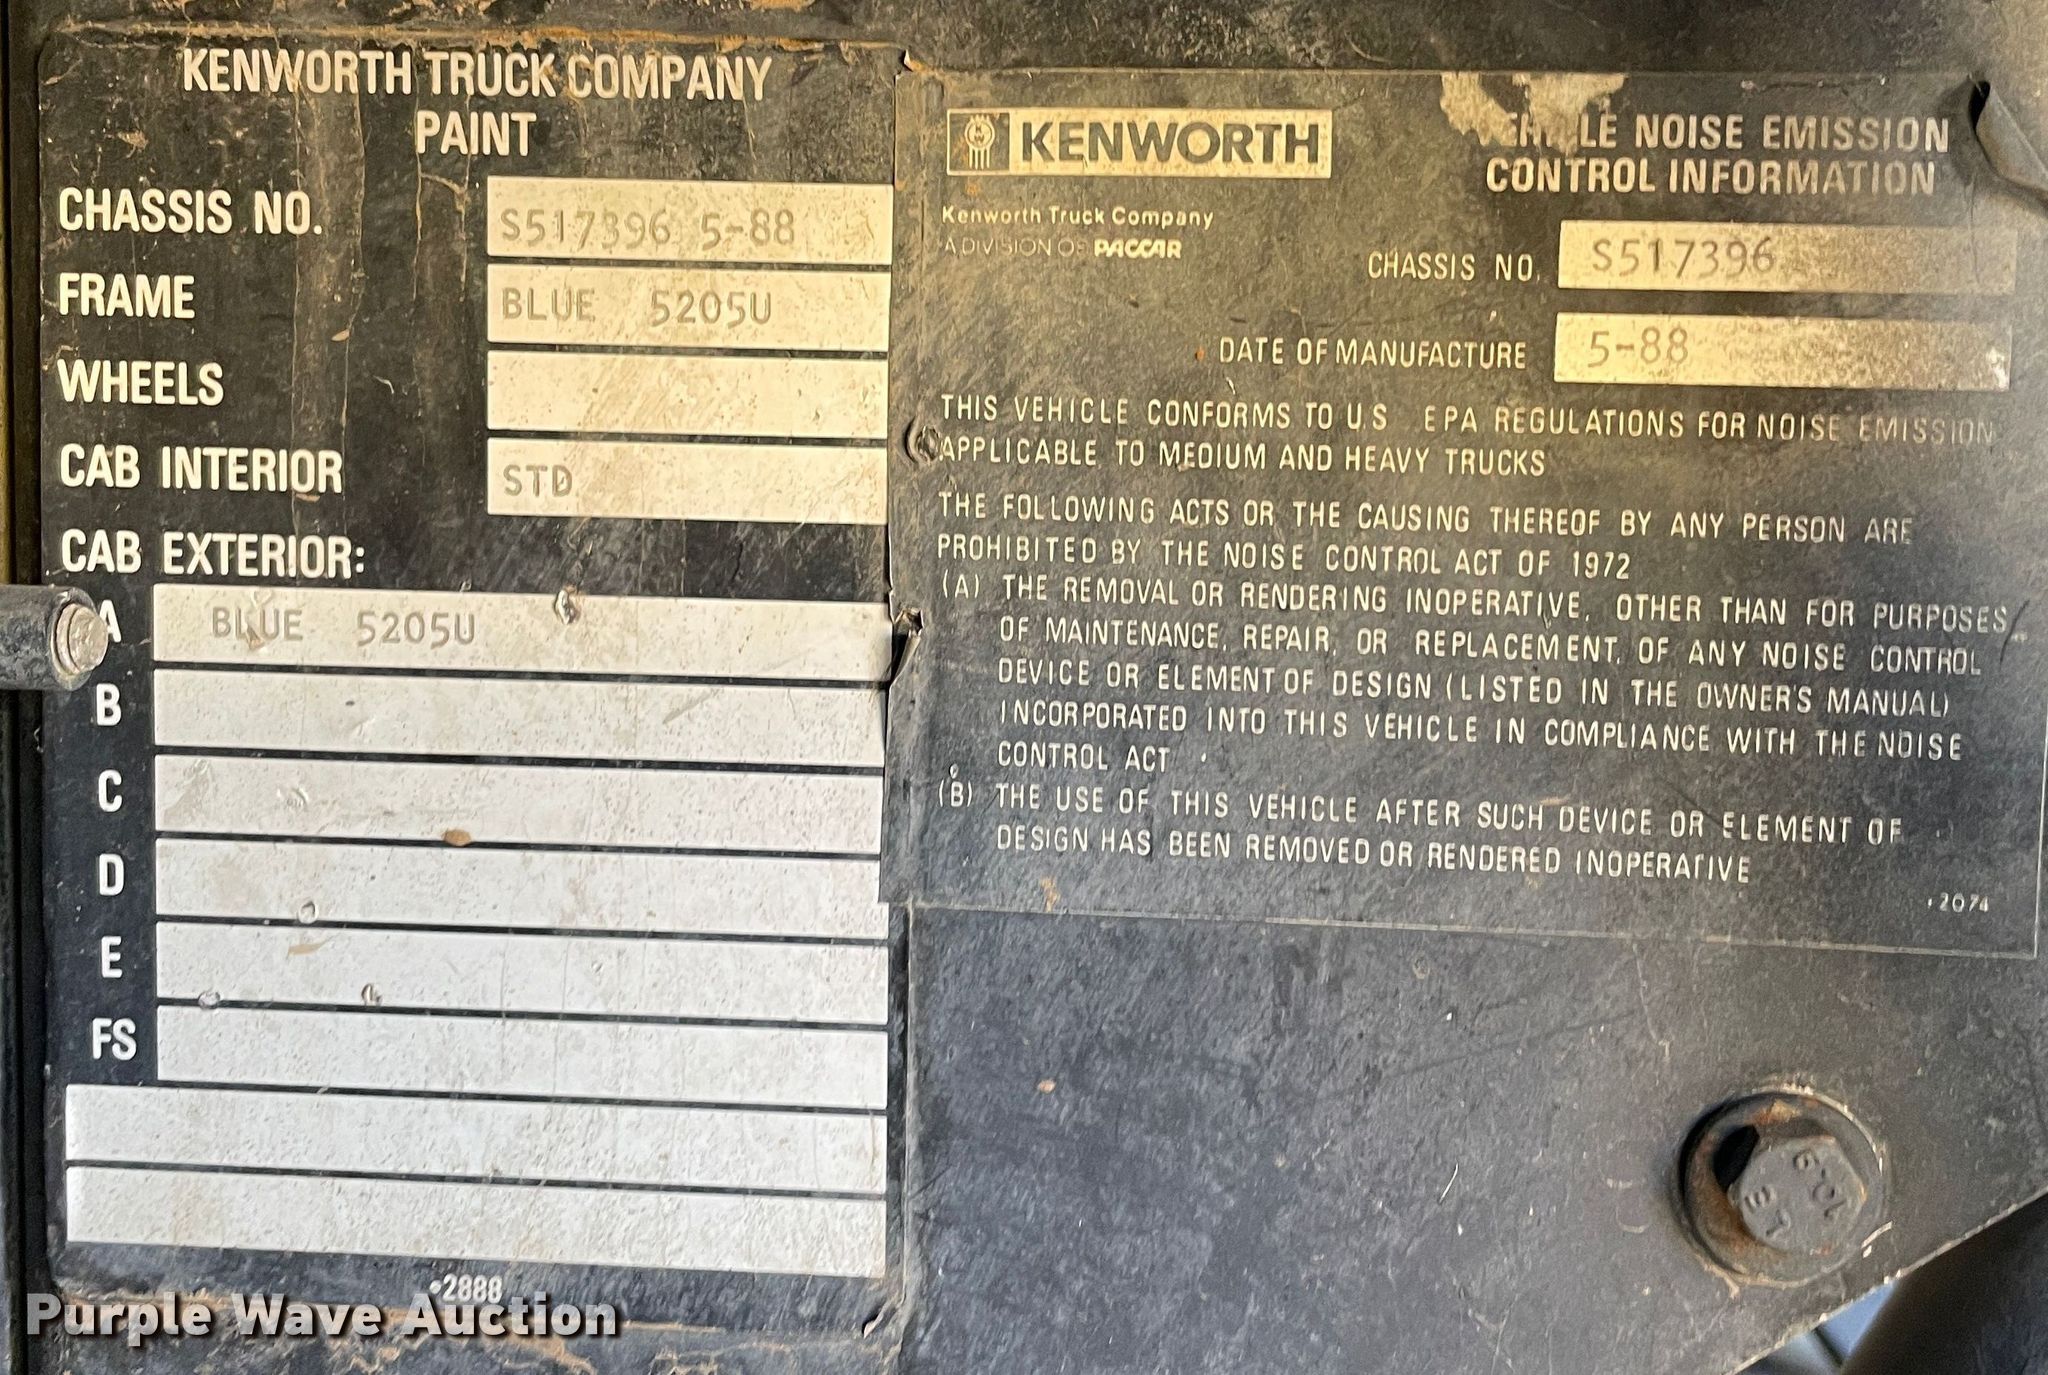 KENWORTH TRUCK COMPANY
PAINT
CHASSIS NO. S517396 5-88
FRAME BLUE 5205U
WHEELS
CAB INTERIOR STD
CAB EXTERIOR:
A BLUE 5205U
B
C
D
E
FS
•2888
KENWORTH
Kenworth Truck Company
A DIVISION OF PACCAR
NOISE EMISSION
CONTROL INFORMATION
CHASSIS NO. S517396
DATE OF MANUFACTURE 5-88
THIS VEHICLE CONFORMS TO U.S EPA REGULATIONS FOR NOISE EMISSION
APPLICABLE TO MEDIUM AND HEAVY TRUCKS
THE FOLLOWING ACTS OR THE CAUSING THEREOF BY ANY PERSON ARE
PROHIBITED BY THE NOISE CONTROL ACT OF 1972
(A) THE REMOVAL OR RENDERING INOPERATIVE, OTHER THAN FOR PURPOSES
OF MAINTENANCE, REPAIR, OR REPLACEMENT, OF ANY NOISE CONTROL
DEVICE OR ELEMENT OF DESIGN (LISTED IN THE OWNER'S MANUAL)
INCORPORATED INTO THIS VEHICLE IN COMPLIANCE WITH THE NOISE
CONTROL ACT
(B) THE USE OF THIS VEHICLE AFTER SUCH DEVICE OR ELEMENT OF
DESIGN HAS BEEN REMOVED OR RENDERED INOPERATIVE
•2074
10.9
LE
Purple Wave Auction